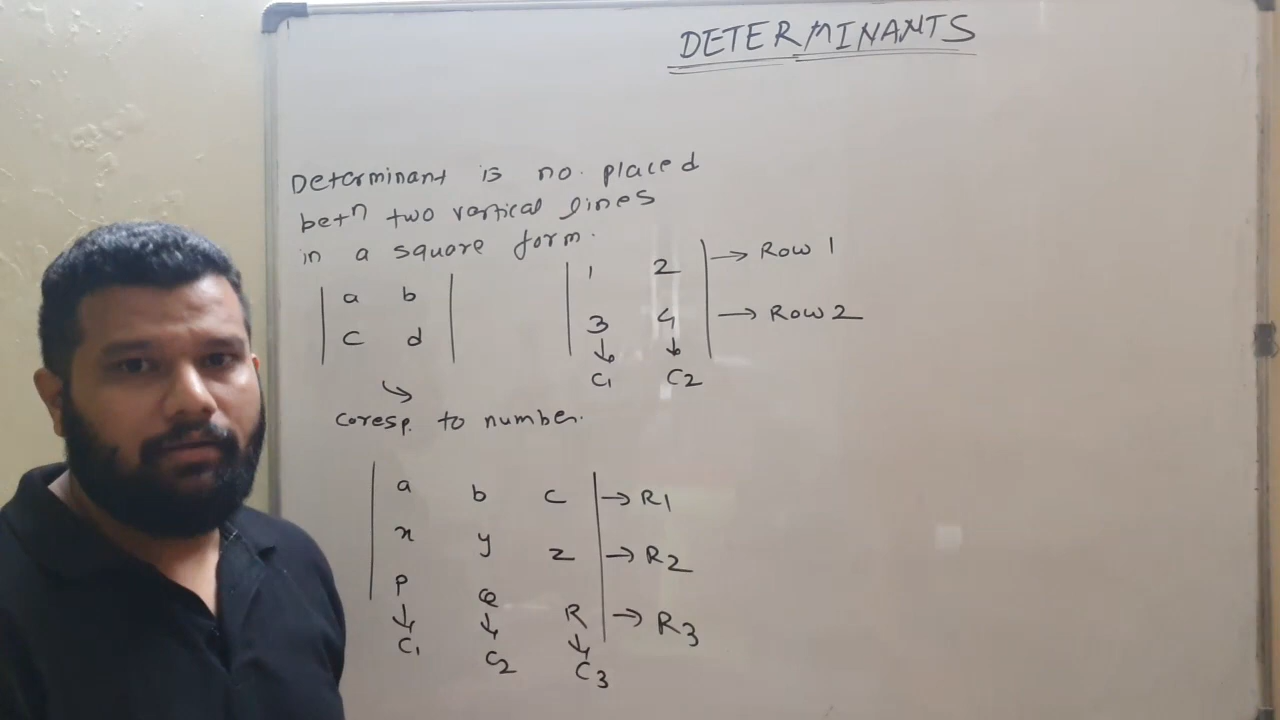 DETERMINANTS
Determinant is no. placed
betn two vertical lines
in a square form.
a b
c d
1 2 → Row 1
3 4 → Row 2
↓ ↓
C1 C2
Coresp. to number.
a b c → R1
x y z → R2
P Q R → R3
↓ ↓ ↓
C1 C2 C3